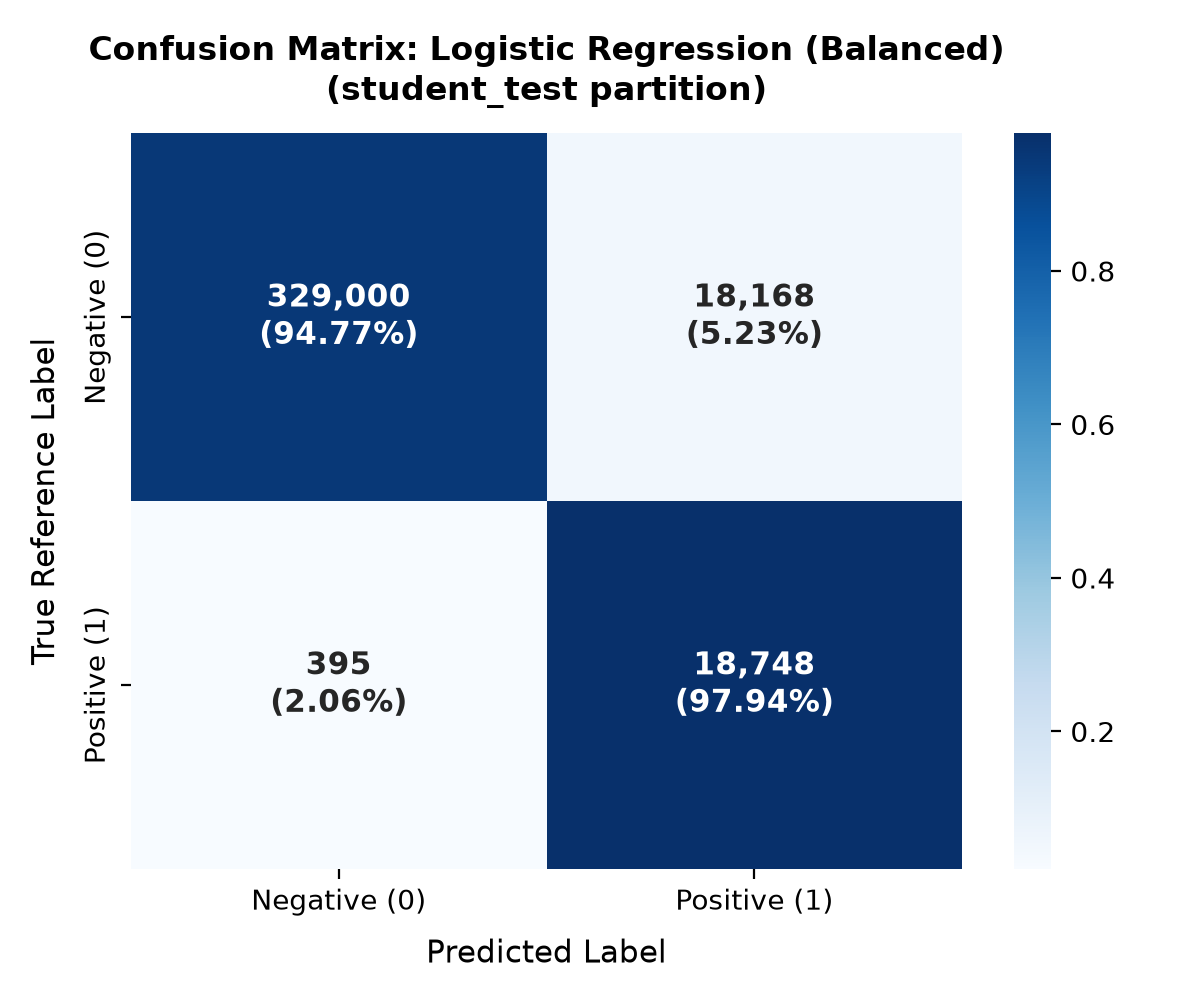 Confusion Matrix: Logistic Regression (Balanced)
(student_test partition)
True Reference Label
Negative (0)
Positive (1)
329,000
(94.77%)
18,168
(5.23%)
395
(2.06%)
18,748
(97.94%)
0.8
0.6
0.4
0.2
Negative (0)
Positive (1)
Predicted Label